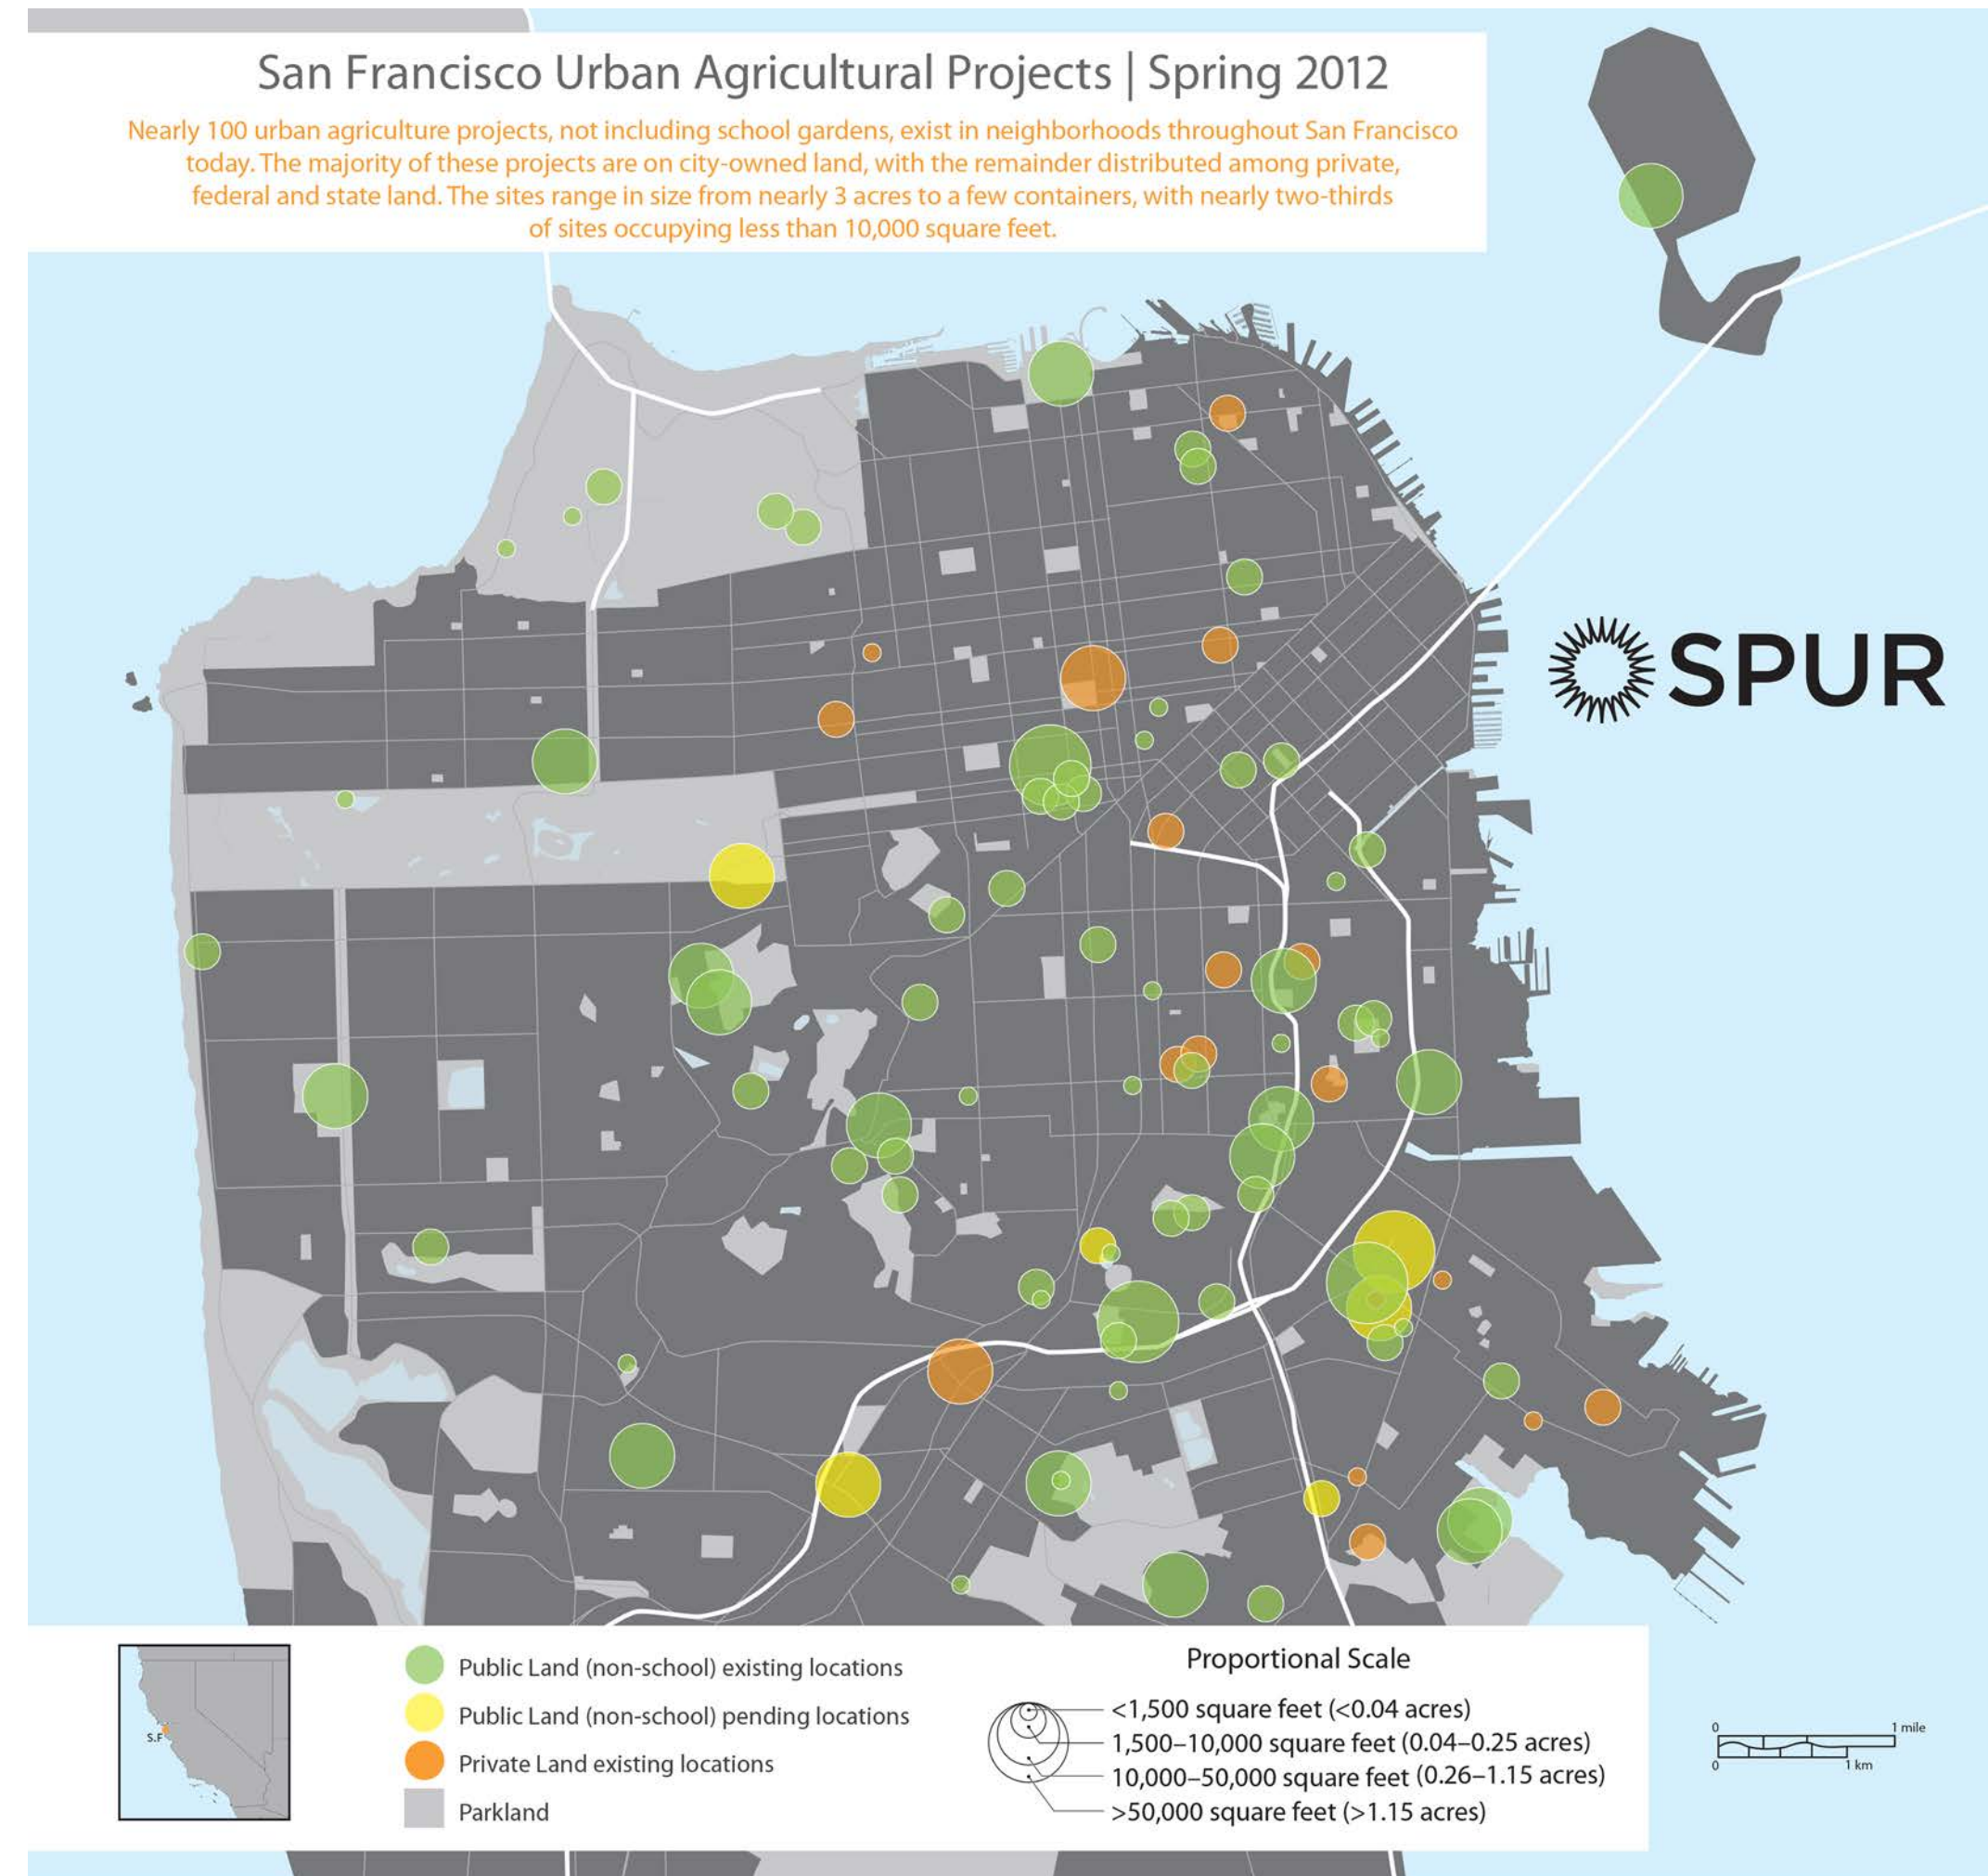 San Francisco Urban Agricultural Projects | Spring 2012
Nearly 100 urban agriculture projects, not including school gardens, exist in neighborhoods throughout San Francisco
today. The majority of these projects are on city-owned land, with the remainder distributed among private,
federal and state land. The sites range in size from nearly 3 acres to a few containers, with nearly two-thirds
of sites occupying less than 10,000 square feet.
SPUR
S.F
Public Land (non-school) existing locations
Public Land (non-school) pending locations
Private Land existing locations
Parkland
Proportional Scale
<1,500 square feet (<0.04 acres)
1,500–10,000 square feet (0.04–0.25 acres)
10,000–50,000 square feet (0.26–1.15 acres)
>50,000 square feet (>1.15 acres)
0 1 mile
0 1 km